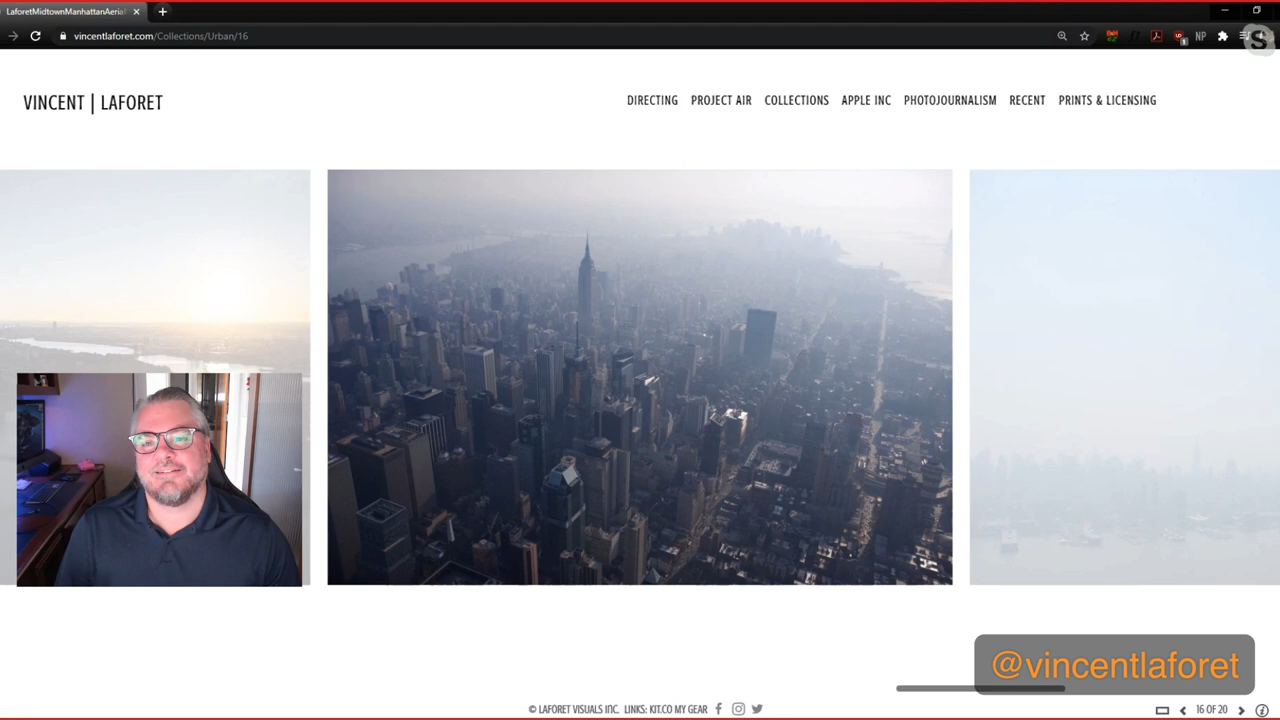 LaforetMidtownManhattanAerial
vincentlaforet.com/Collections/Urban/16
NP
VINCENT | LAFORET
DIRECTING PROJECT AIR COLLECTIONS APPLE INC PHOTOJOURNALISM RECENT PRINTS & LICENSING
@vincentlaforet
© LAFORET VISUALS INC. LINKS: KIT.CO MY GEAR
16 OF 20